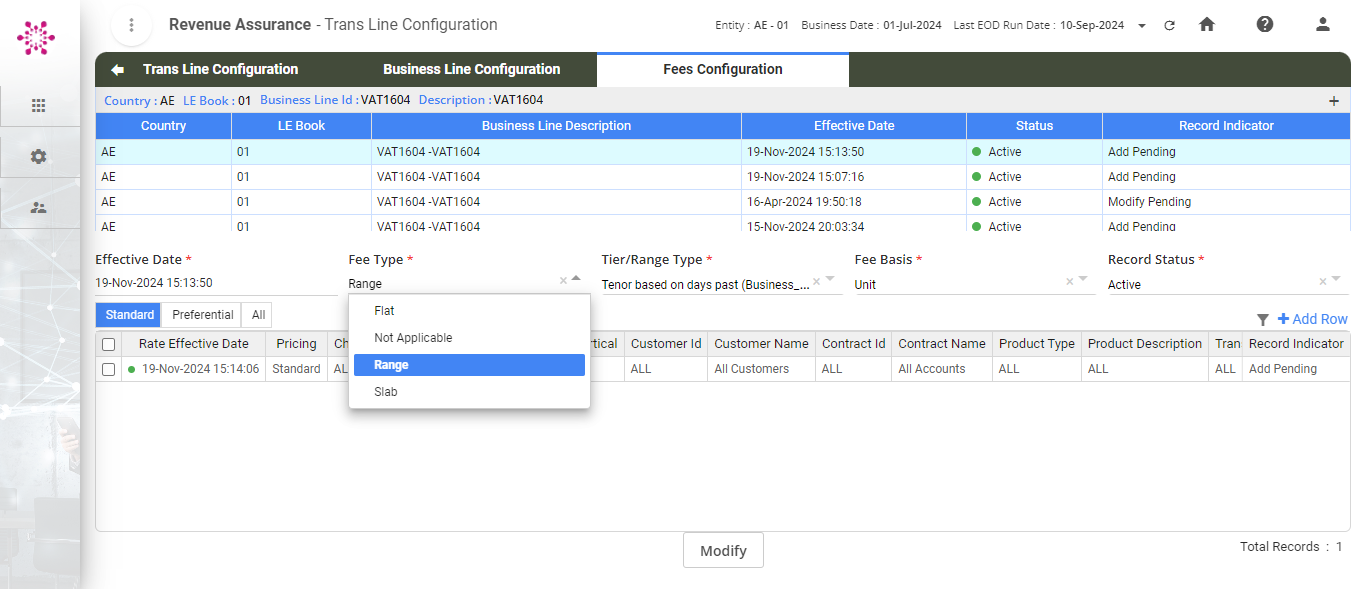 Revenue Assurance - Trans Line Configuration
Entity : AE - 01 Business Date : 01-Jul-2024 Last EOD Run Date : 10-Sep-2024
Trans Line Configuration Business Line Configuration Fees Configuration
Country : AE LE Book : 01 Business Line Id : VAT1604 Description : VAT1604 +
Country LE Book Business Line Description Effective Date Status Record Indicator
AE 01 VAT1604 -VAT1604 19-Nov-2024 15:13:50 Active Add Pending
AE 01 VAT1604 -VAT1604 19-Nov-2024 15:07:16 Active Add Pending
AE 01 VAT1604 -VAT1604 16-Apr-2024 19:50:18 Active Modify Pending
AE 01 VAT1604 -VAT1604 15-Nov-2024 20:03:34 Active Add Pending
Effective Date * Fee Type * Tier/Range Type * Fee Basis * Record Status *
19-Nov-2024 15:13:50 Range × Tenor based on days past (Business_... × Unit × Active ×
Flat
Not Applicable
Range
Slab
Standard Preferential All
+ Add Row
Rate Effective Date Pricing Ch rtical Customer Id Customer Name Contract Id Contract Name Product Type Product Description Tran Record Indicator
19-Nov-2024 15:14:06 Standard AL ALL All Customers ALL All Accounts ALL ALL ALL Add Pending
Modify
Total Records : 1